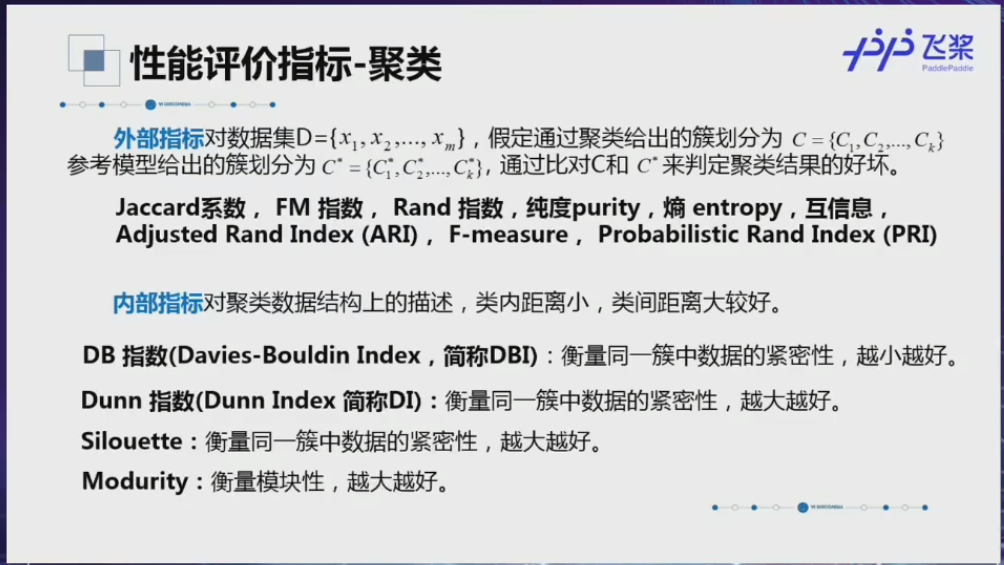 性能评价指标-聚类
飞桨
PaddlePaddle
外部指标对数据集D={x₁,x₂,...,xₘ}，假定通过聚类给出的簇划分为 C={C₁,C₂,...,Cₖ}
参考模型给出的簇划分为 C*={C₁*,C₂*,...,Cₖ*}, 通过比对C和 C*来判定聚类结果的好坏。
Jaccard系数， FM 指数， Rand 指数，纯度purity，熵 entropy，互信息，
Adjusted Rand Index (ARI)， F-measure， Probabilistic Rand Index (PRI)
内部指标对聚类数据结构上的描述，类内距离小，类间距离大较好。
DB 指数(Davies-Bouldin Index，简称DBI)：衡量同一簇中数据的紧密性，越小越好。
Dunn 指数(Dunn Index 简称DI)：衡量同一簇中数据的紧密性，越大越好。
Silouette：衡量同一簇中数据的紧密性，越大越好。
Modurity：衡量模块性，越大越好。